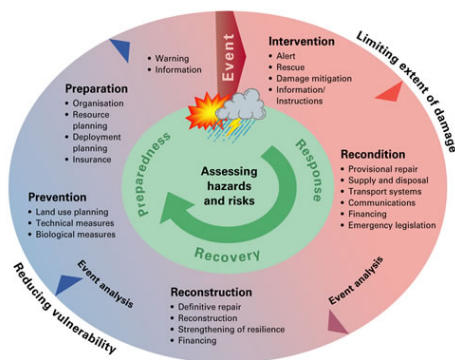 Event
Intervention
• Alert
• Rescue
• Damage mitigation
• Information/
Instructions
Limiting extent of damage
Recondition
• Provisional repair
• Supply and disposal
• Transport systems
• Communications
• Financing
• Emergency legislation
Event analysis
Reconstruction
• Definitive repair
• Reconstruction
• Strengthening of resilience
• Financing
Event analysis
Reducing vulnerability
Prevention
• Land use planning
• Technical measures
• Biological measures
Preparation
• Organisation
• Resource
planning
• Deployment
planning
• Insurance
• Warning
• Information
Assessing
hazards
and risks
Response
Recovery
Preparedness